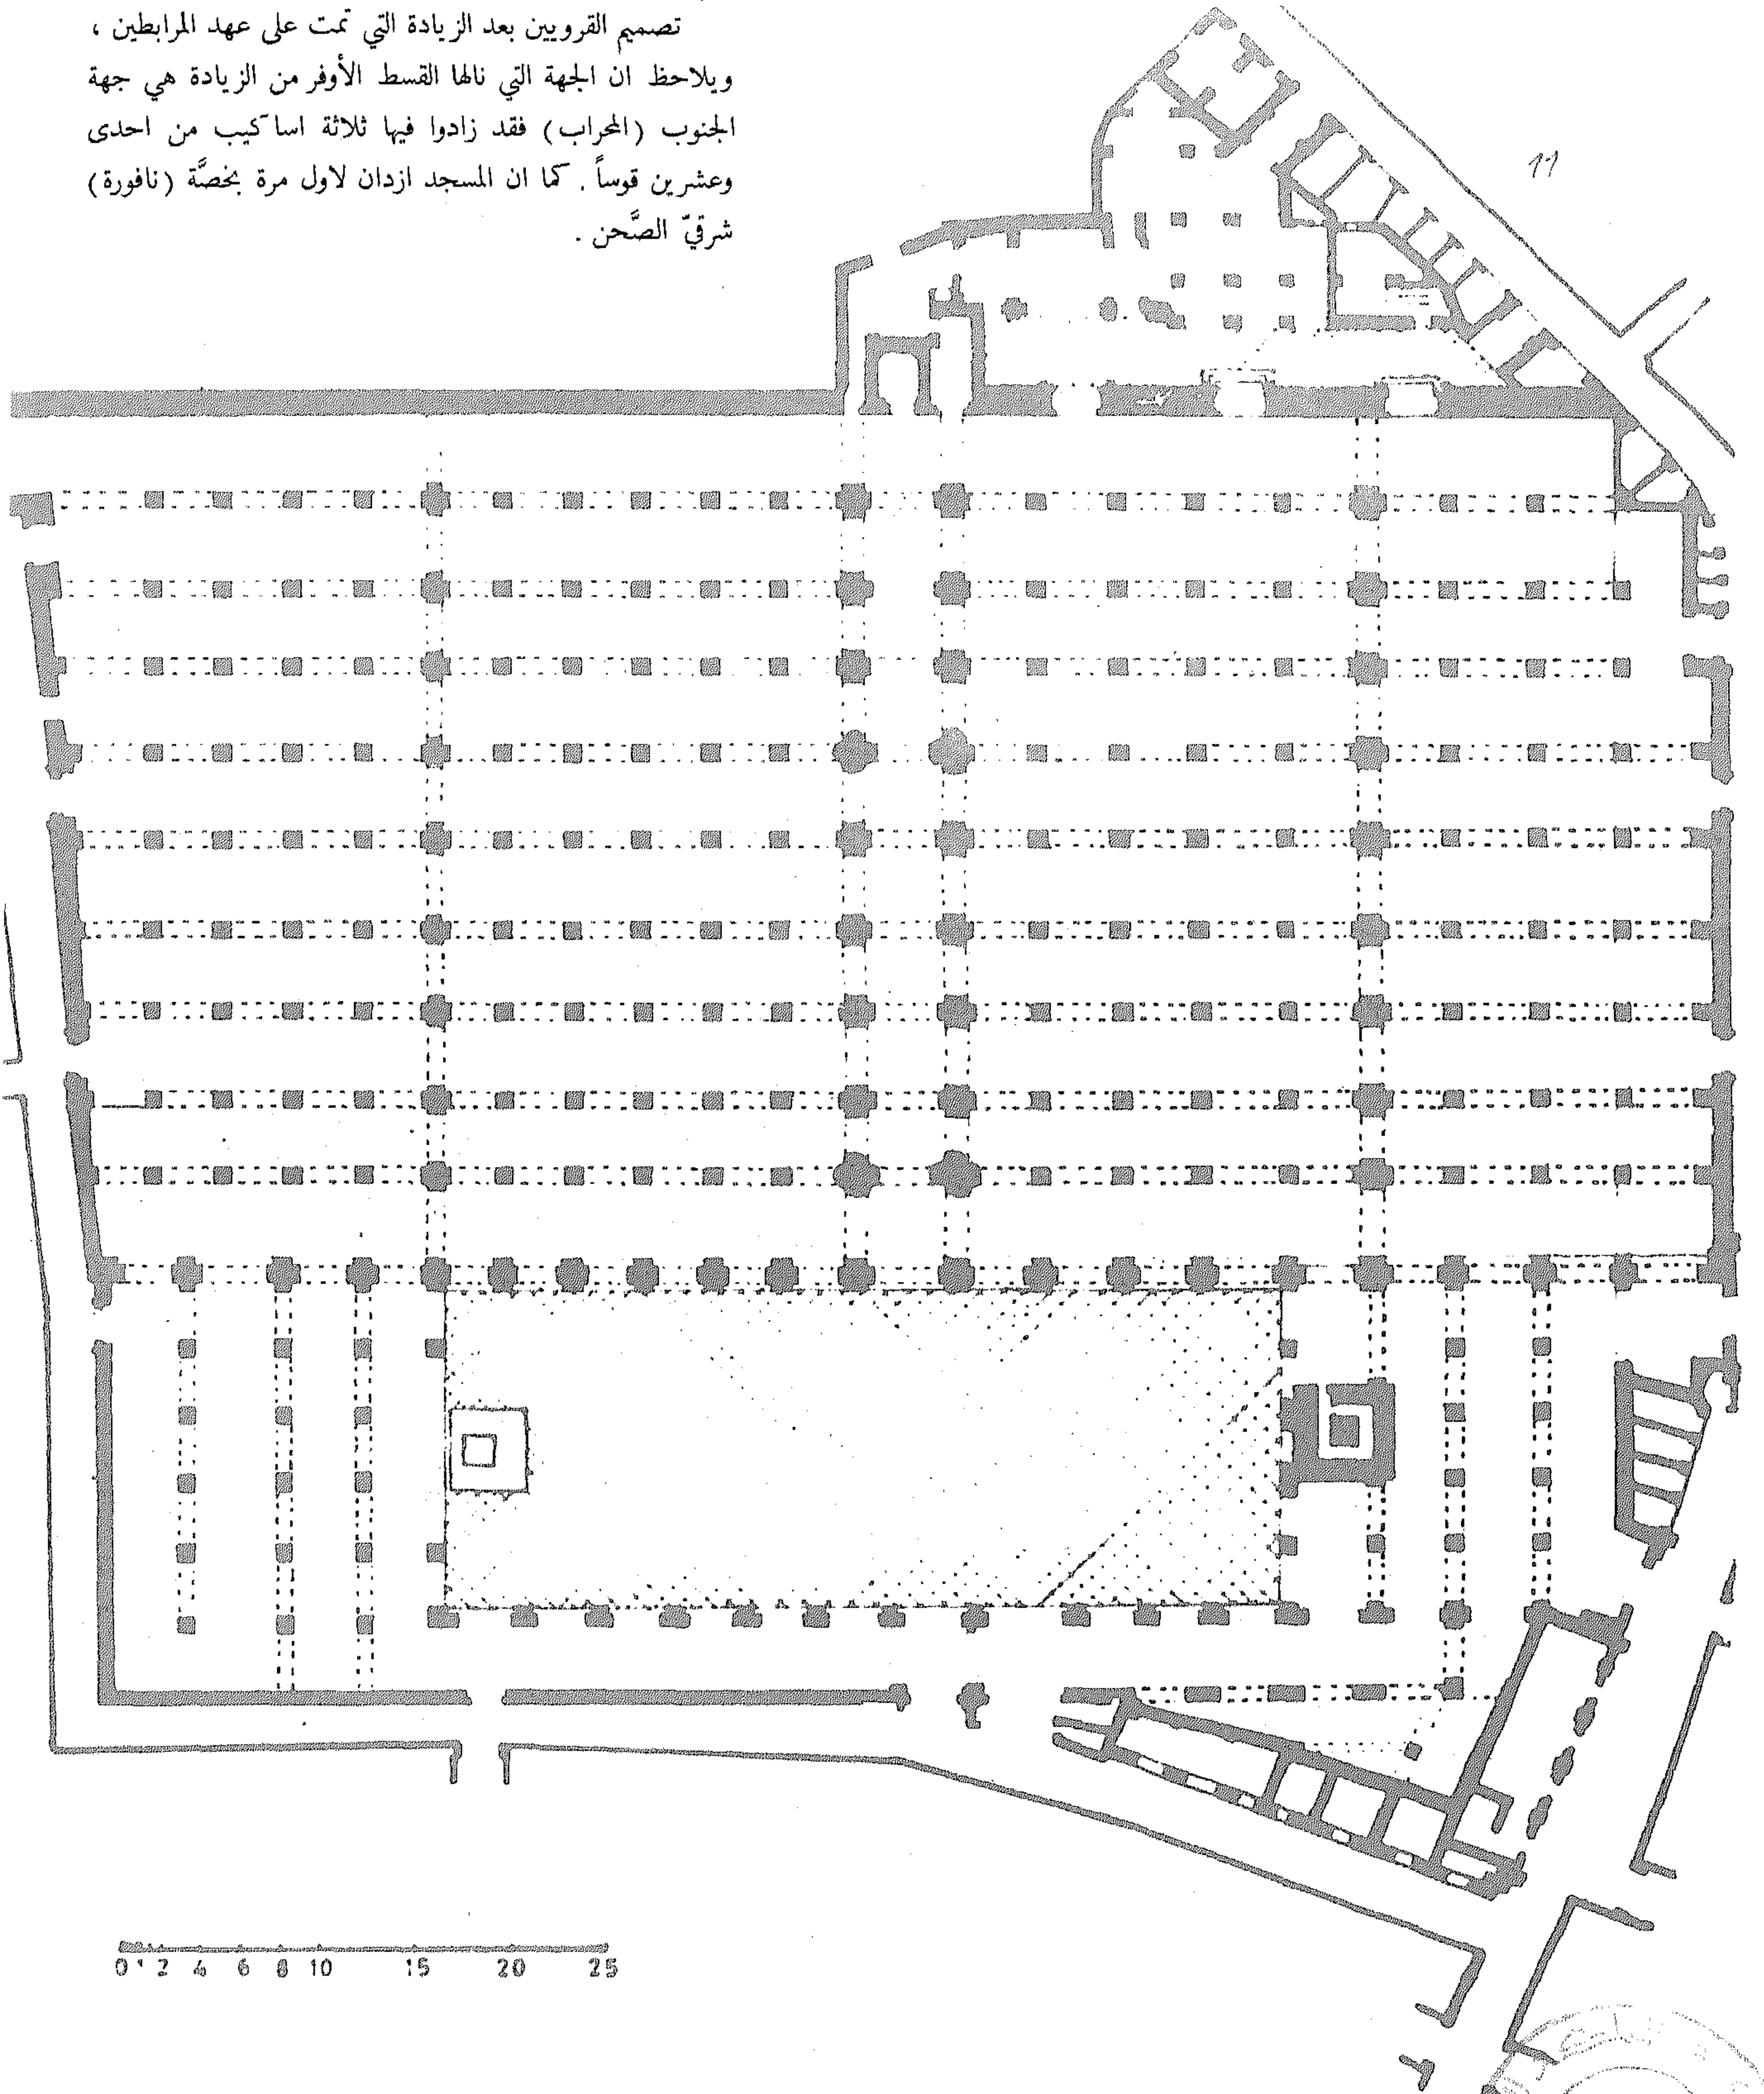 تصميم القرويين بعد الزيادة التي تمت على عهد المرابطين ،
ويلاحظ ان الجهة التي نالها القسط الأوفر من الزيادة هي جهة
الجنوب (المحراب) فقد زادوا فيها ثلاثة اساكيب من احدى
وعشرين قوساً . كما ان المسجد ازدان لاول مرة بخصَّة (نافورة)
شرقيّ الصَّحن .
11
0 1 2 4 6 8 10 15 20 25